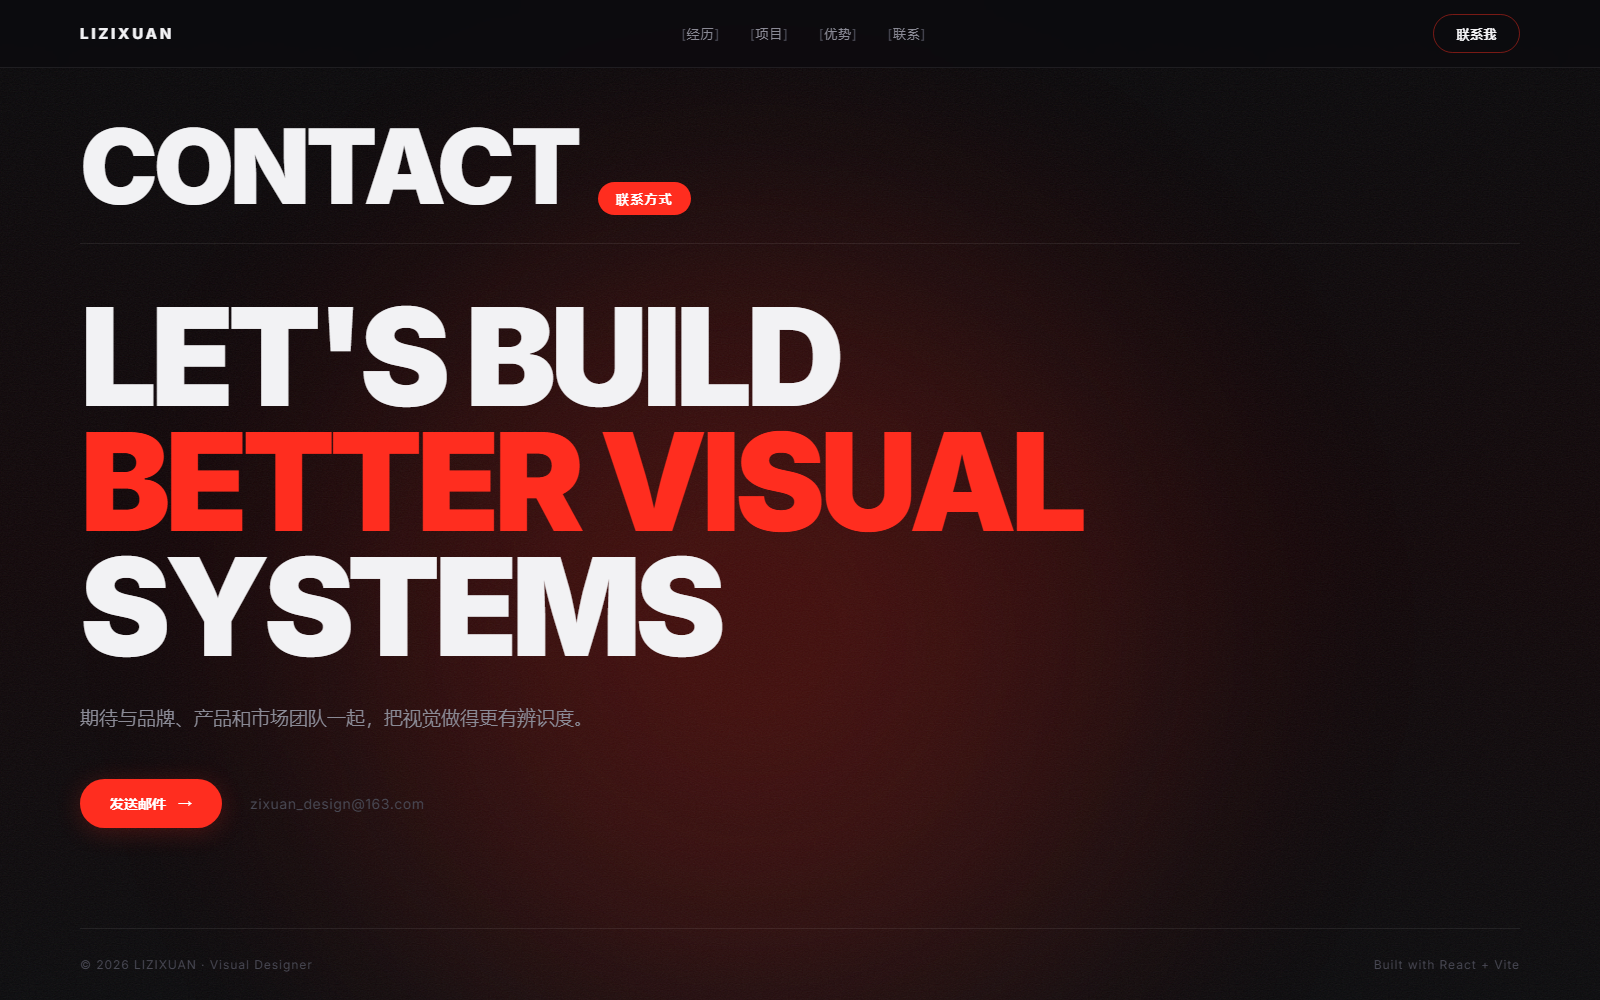 LIZIXUAN
[经历] [项目] [优势] [联系]
联系我
CONTACT
联系方式
LET'S BUILD
BETTER VISUAL
SYSTEMS
期待与品牌、产品和市场团队一起，把视觉做得更有辨识度。
发送邮件 →
zixuan_design@163.com
© 2026 LIZIXUAN · Visual Designer
Built with React + Vite